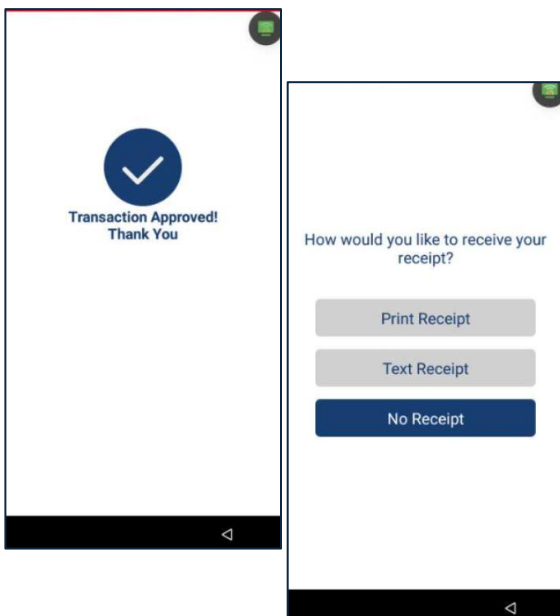 Transaction Approved!
Thank You
How would you like to receive your
receipt?
Print Receipt
Text Receipt
No Receipt